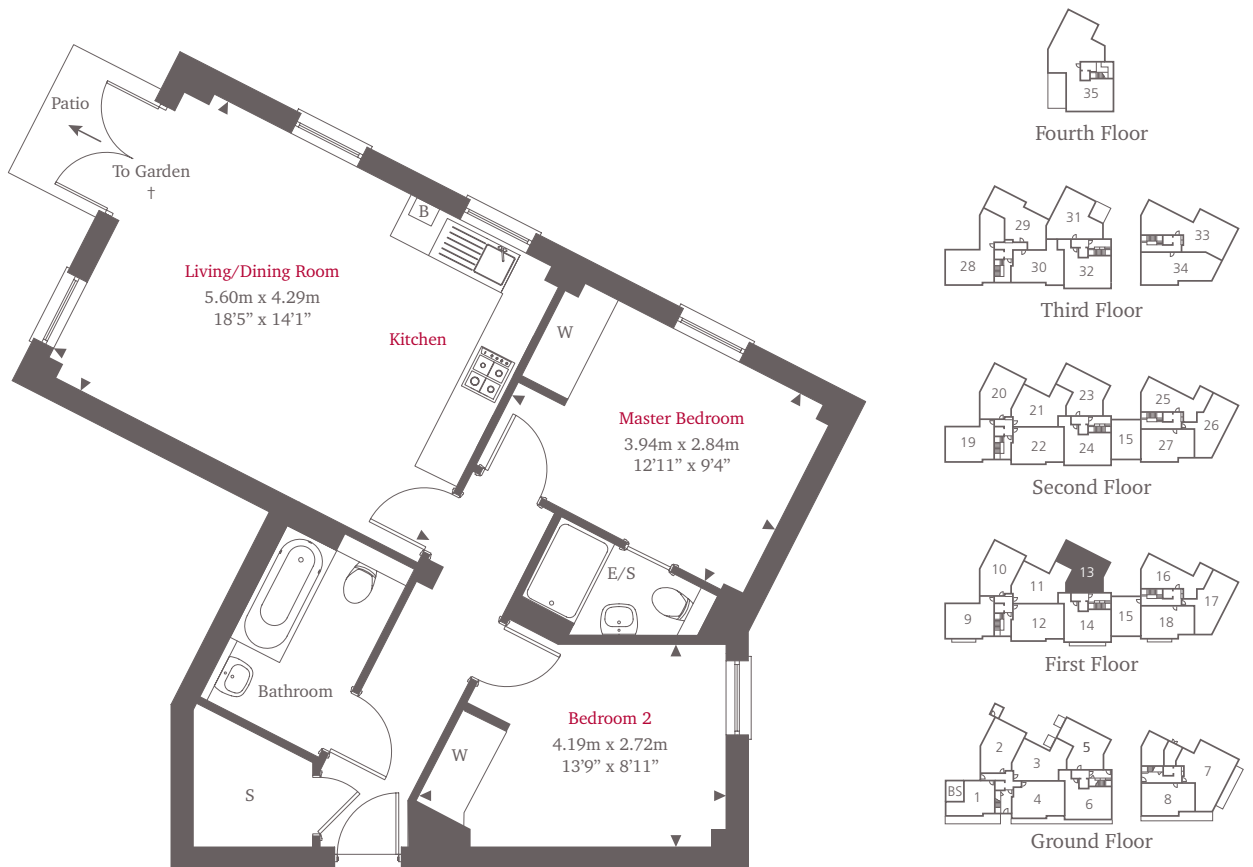 Patio
To Garden
†
Living/Dining Room
5.60m x 4.29m
18’5” x 14’1”
B
Kitchen
W
Master Bedroom
3.94m x 2.84m
12’11” x 9’4”
E/S
Bathroom
Bedroom 2
4.19m x 2.72m
13’9” x 8’11”
W
S
35
Fourth Floor
28
29
30
31
32
33
34
Third Floor
19
20
21
22
23
24
15
25
26
27
Second Floor
9
10
11
12
13
14
15
16
17
18
First Floor
BS
1
2
3
4
5
6
7
8
Ground Floor